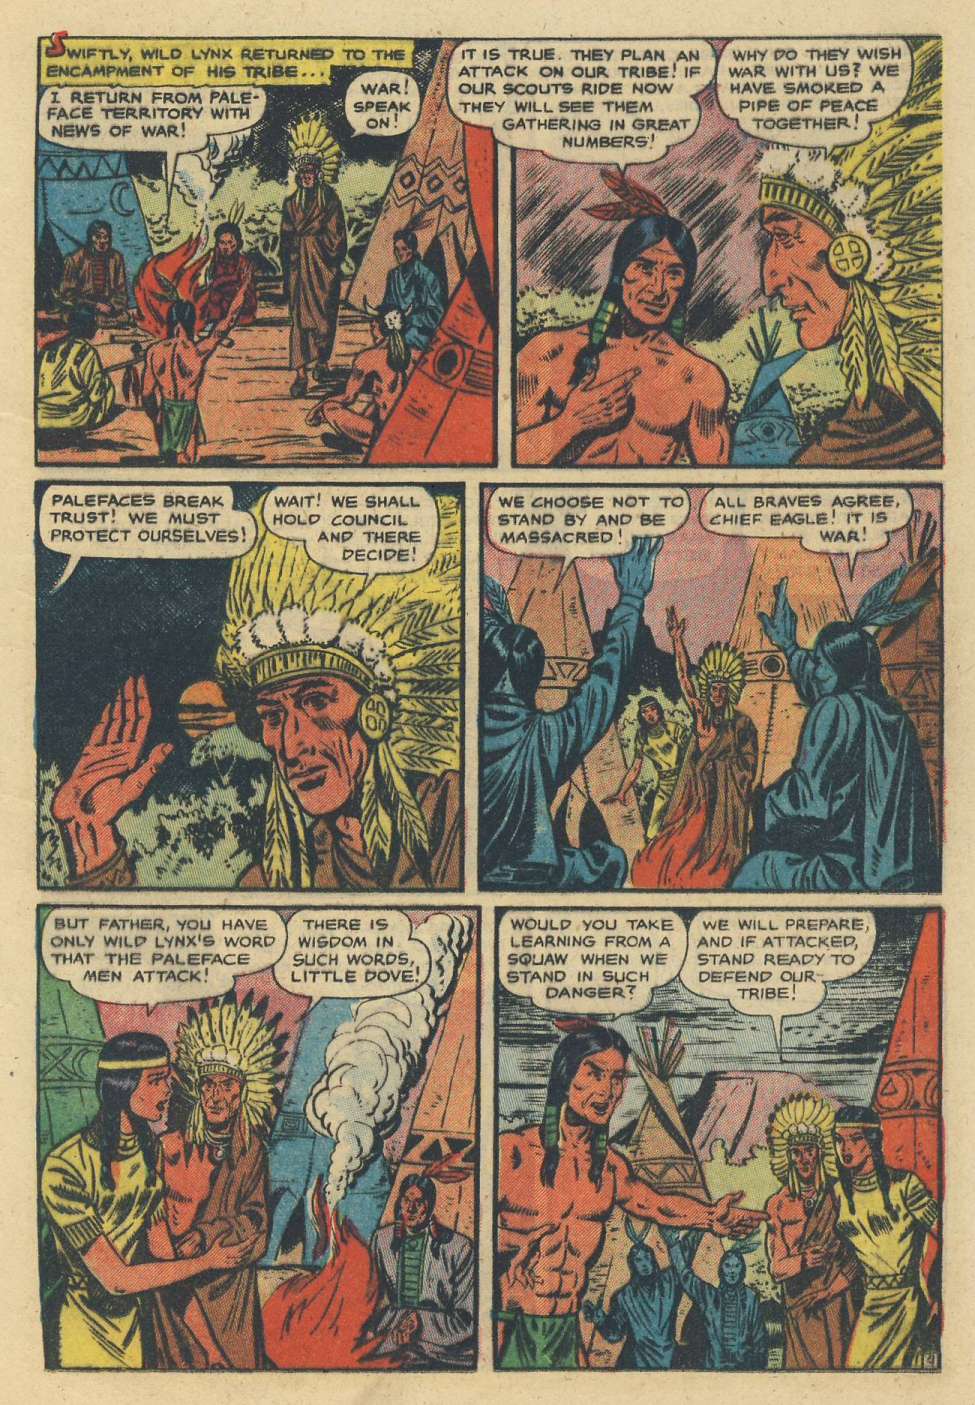 SWIFTLY, WILD LYNX RETURNED TO THE
ENCAMPMENT OF HIS TRIBE...
I RETURN FROM PALE-
FACE TERRITORY WITH
NEWS OF WAR!
WAR!
SPEAK
ON!
IT IS TRUE. THEY PLAN AN
ATTACK ON OUR TRIBE! IF
OUR SCOUTS RIDE NOW
THEY WILL SEE THEM
GATHERING IN GREAT
NUMBERS!
WHY DO THEY WISH
WAR WITH US? WE
HAVE SMOKED A
PIPE OF PEACE
TOGETHER!
PALEFACES BREAK
TRUST! WE MUST
PROTECT OURSELVES!
WAIT! WE SHALL
HOLD COUNCIL
AND THERE
DECIDE!
WE CHOOSE NOT TO
STAND BY AND BE
MASSACRED!
ALL BRAVES AGREE,
CHIEF EAGLE! IT IS
WAR!
BUT FATHER, YOU HAVE
ONLY WILD LYNX'S WORD
THAT THE PALEFACE
MEN ATTACK!
THERE IS
WISDOM IN
SUCH WORDS,
LITTLE DOVE!
WOULD YOU TAKE
LEARNING FROM A
SQUAW WHEN WE
STAND IN SUCH
DANGER?
WE WILL PREPARE,
AND IF ATTACKED,
STAND READY TO
DEFEND OUR
TRIBE!